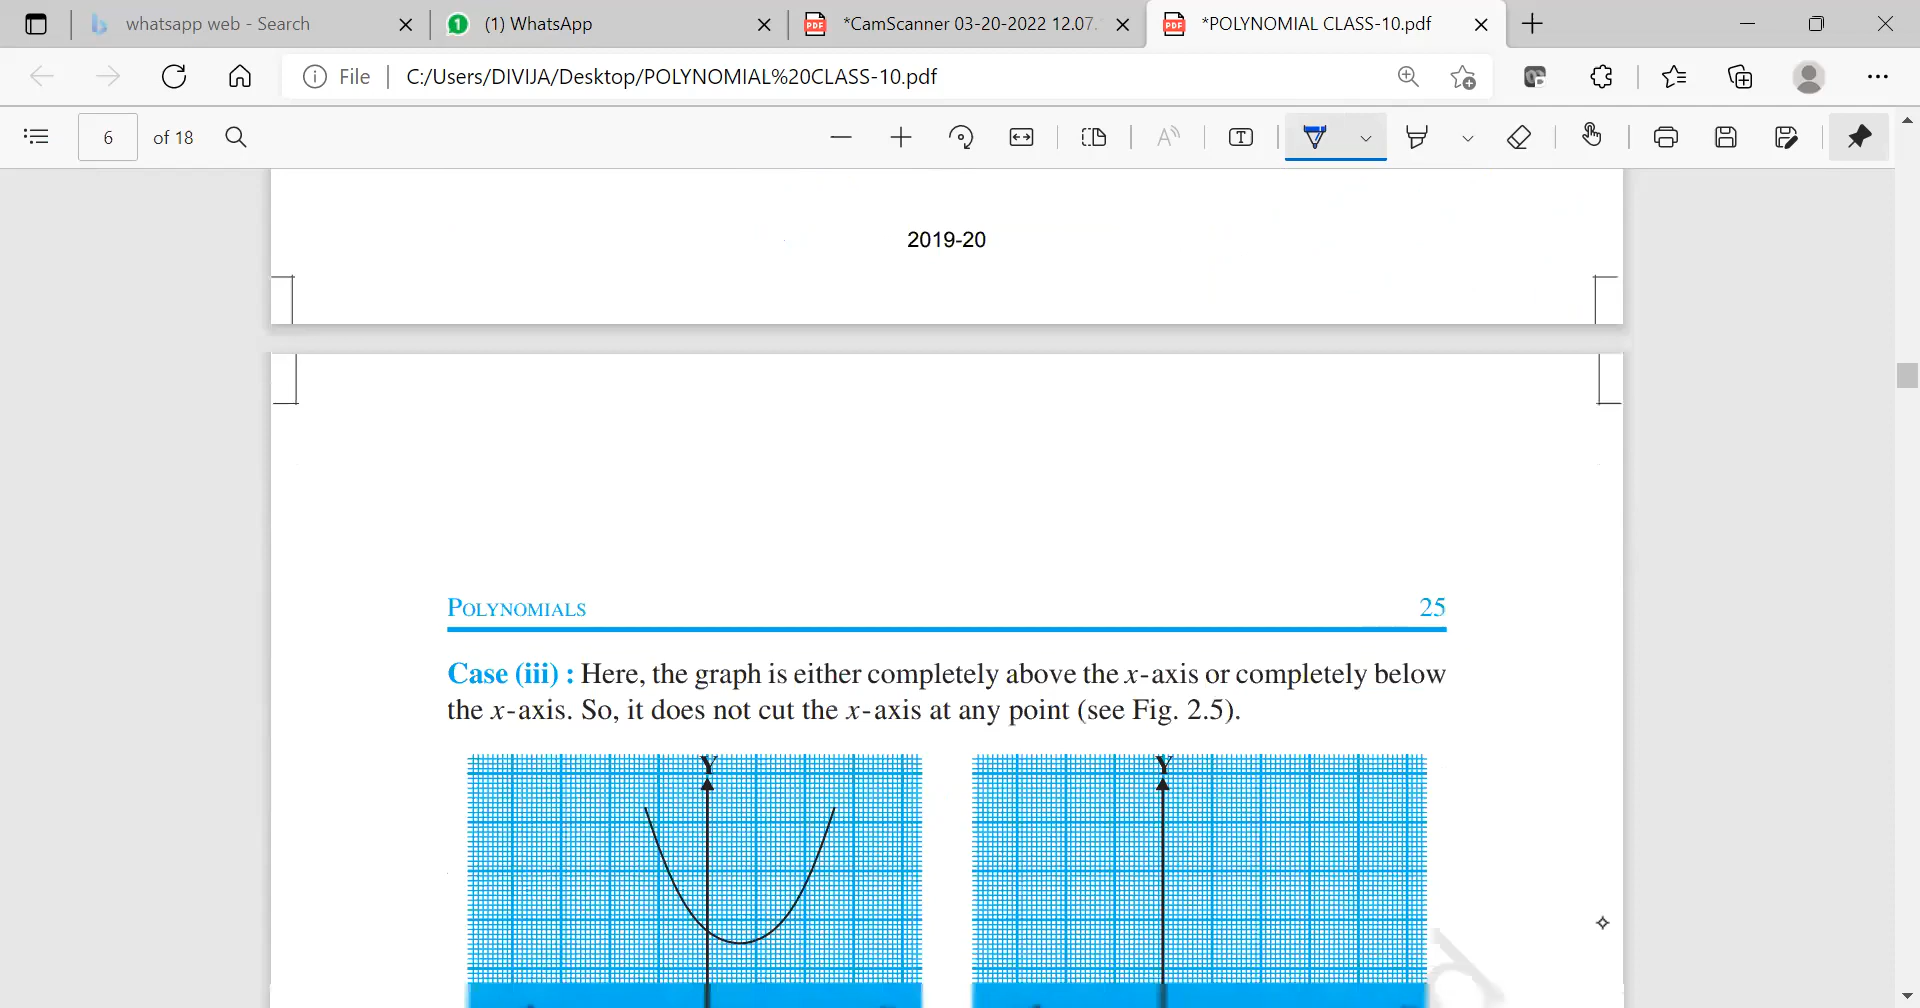 whatsapp web - Search
1
(1) WhatsApp
PDF
*CamScanner 03-20-2022 12.07.
PDF
*POLYNOMIAL CLASS-10.pdf
File
C:/Users/DIVIJA/Desktop/POLYNOMIAL%20CLASS-10.pdf
6
of 18
2019-20
POLYNOMIALS
25
Case (iii) : Here, the graph is either completely above the x-axis or completely below
the x-axis. So, it does not cut the x-axis at any point (see Fig. 2.5).
Y
Y
d